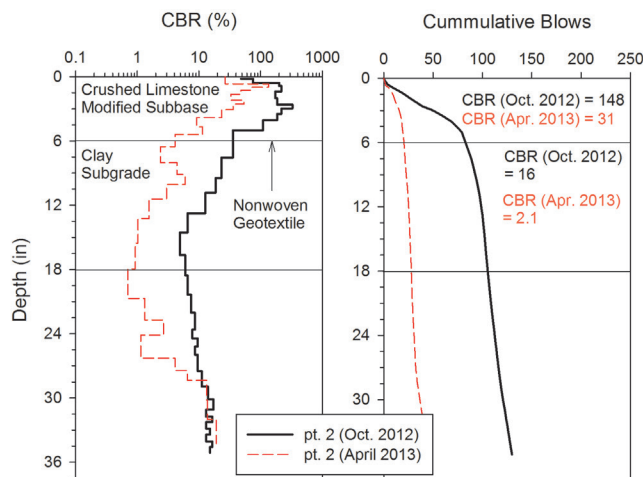 CBR (%)
0.1 1 10 100 1000
0
6
12
18
24
30
36
Depth (in)
Crushed Limestone
Modified Subbase
Clay
Subgrade
Nonwoven
Geotextile
Cummulative Blows
0 50 100 150 200 250
0
6
12
18
24
30
CBR (Oct. 2012) = 148
CBR (Apr. 2013) = 31
CBR (Oct. 2012)
= 16
CBR (Apr. 2013)
= 2.1
pt. 2 (Oct. 2012)
pt. 2 (April 2013)